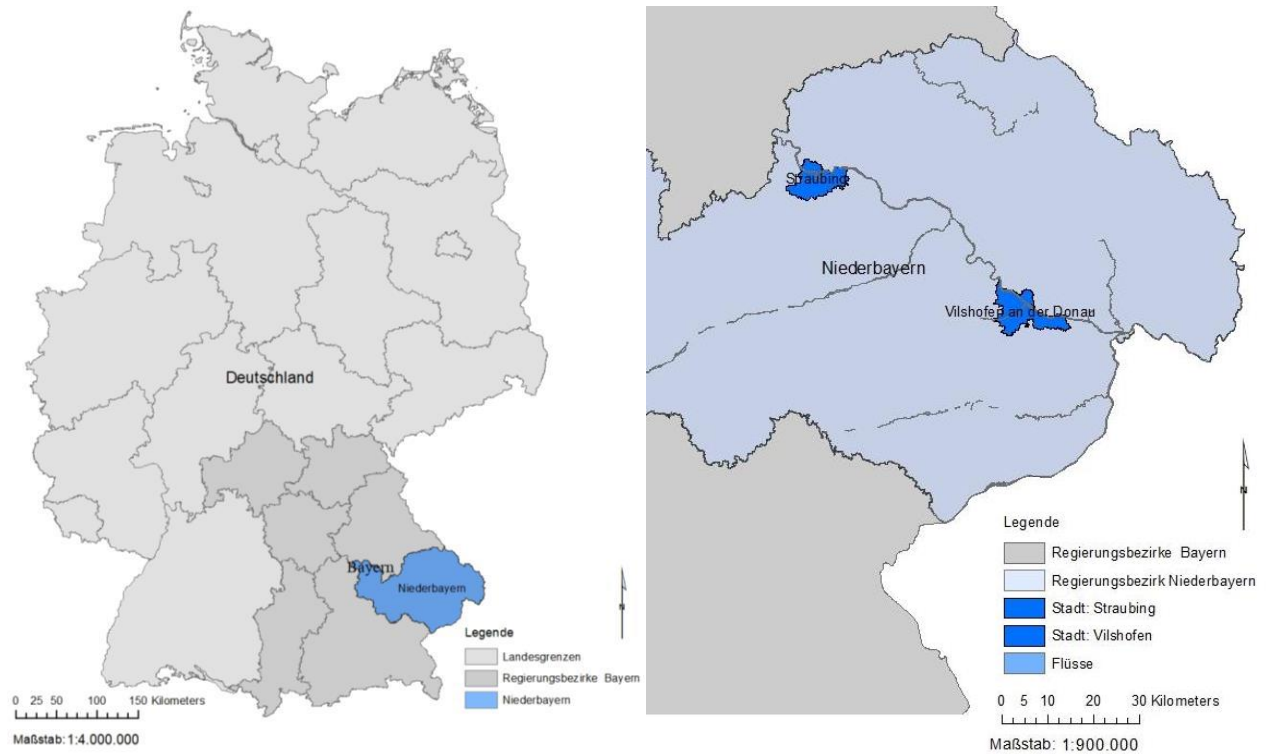 Deutschland
Bayern
Niederbayern
Legende
Landesgrenzen
Regierungsbezirke Bayern
Niederbayern
0 25 50 100 150 Kilometers
Maßstab: 1:4.000.000
N
Straubing
Niederbayern
Vilshofen an der Donau
N
Legende
Regierungsbezirke Bayern
Regierungsbezirk Niederbayern
Stadt: Straubing
Stadt: Vilshofen
Flüsse
0 5 10 20 30 Kilometers
Maßstab: 1:900.000